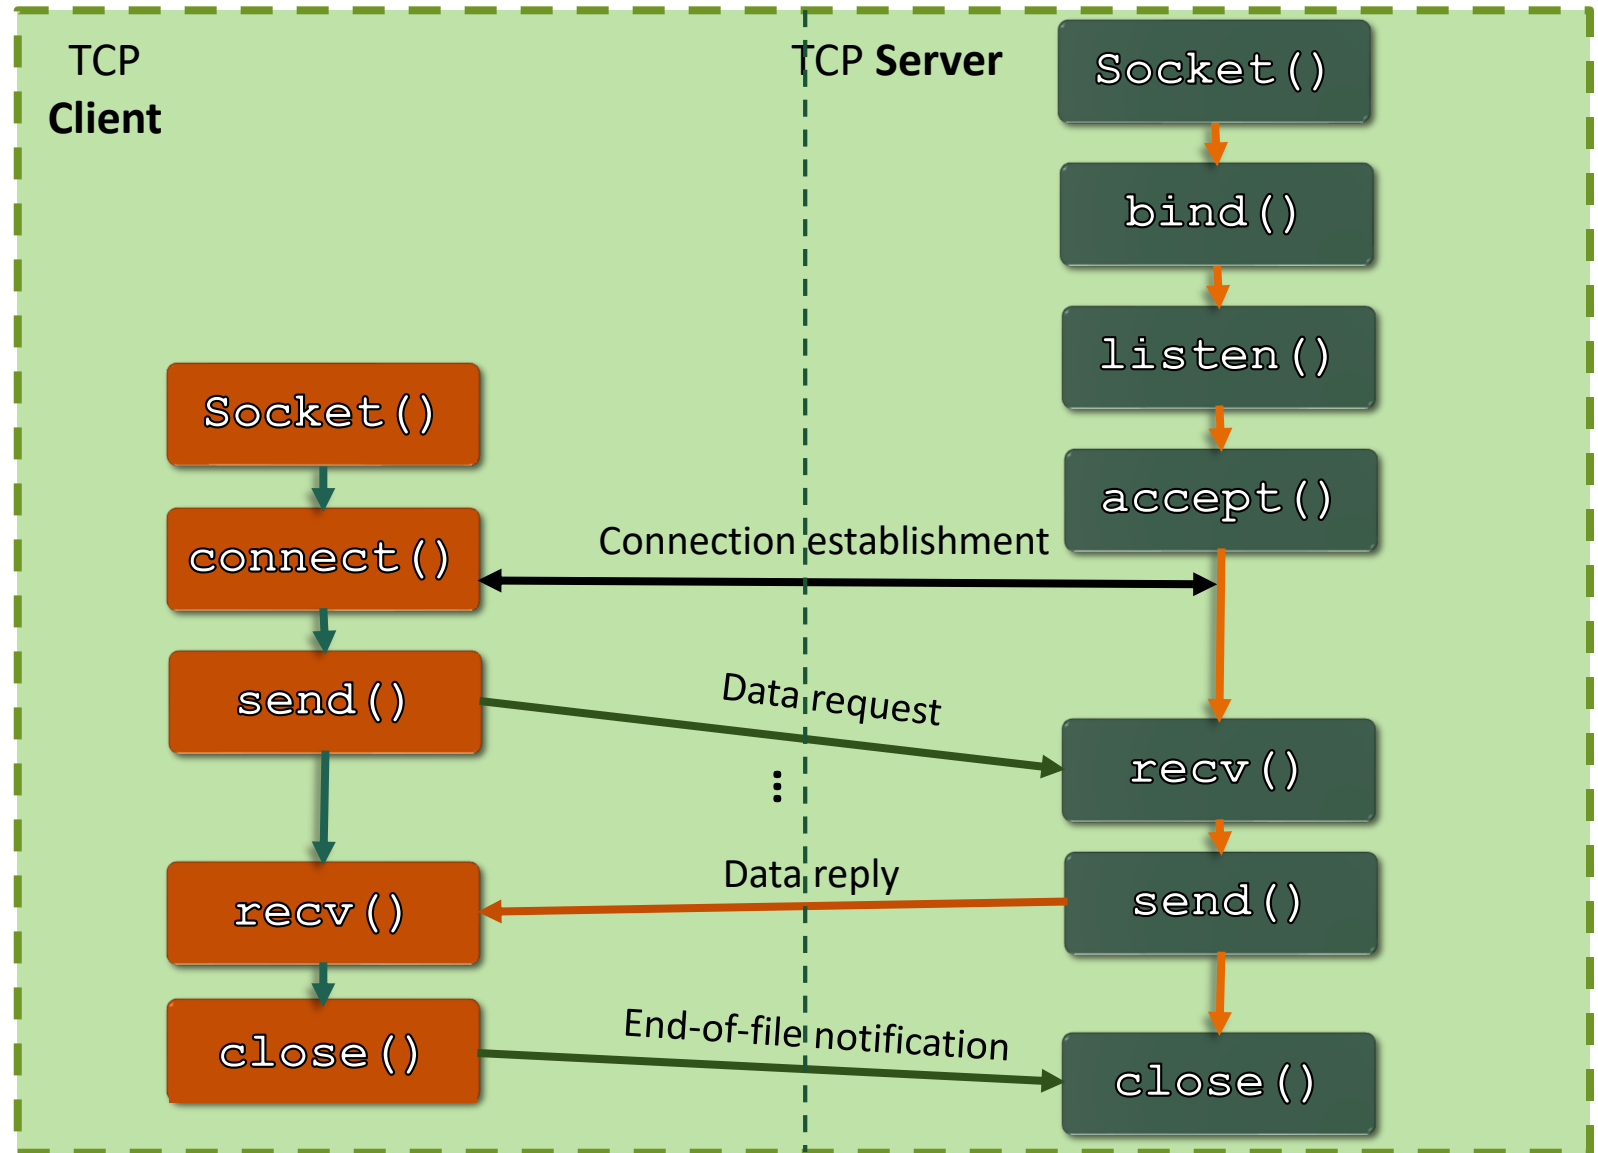 TCP
Client
TCP Server
Socket()
bind()
listen()
accept()
Socket()
connect()
Connection establishment
send()
Data request
recv()
...
Data reply
send()
recv()
close()
End-of-file notification
close()